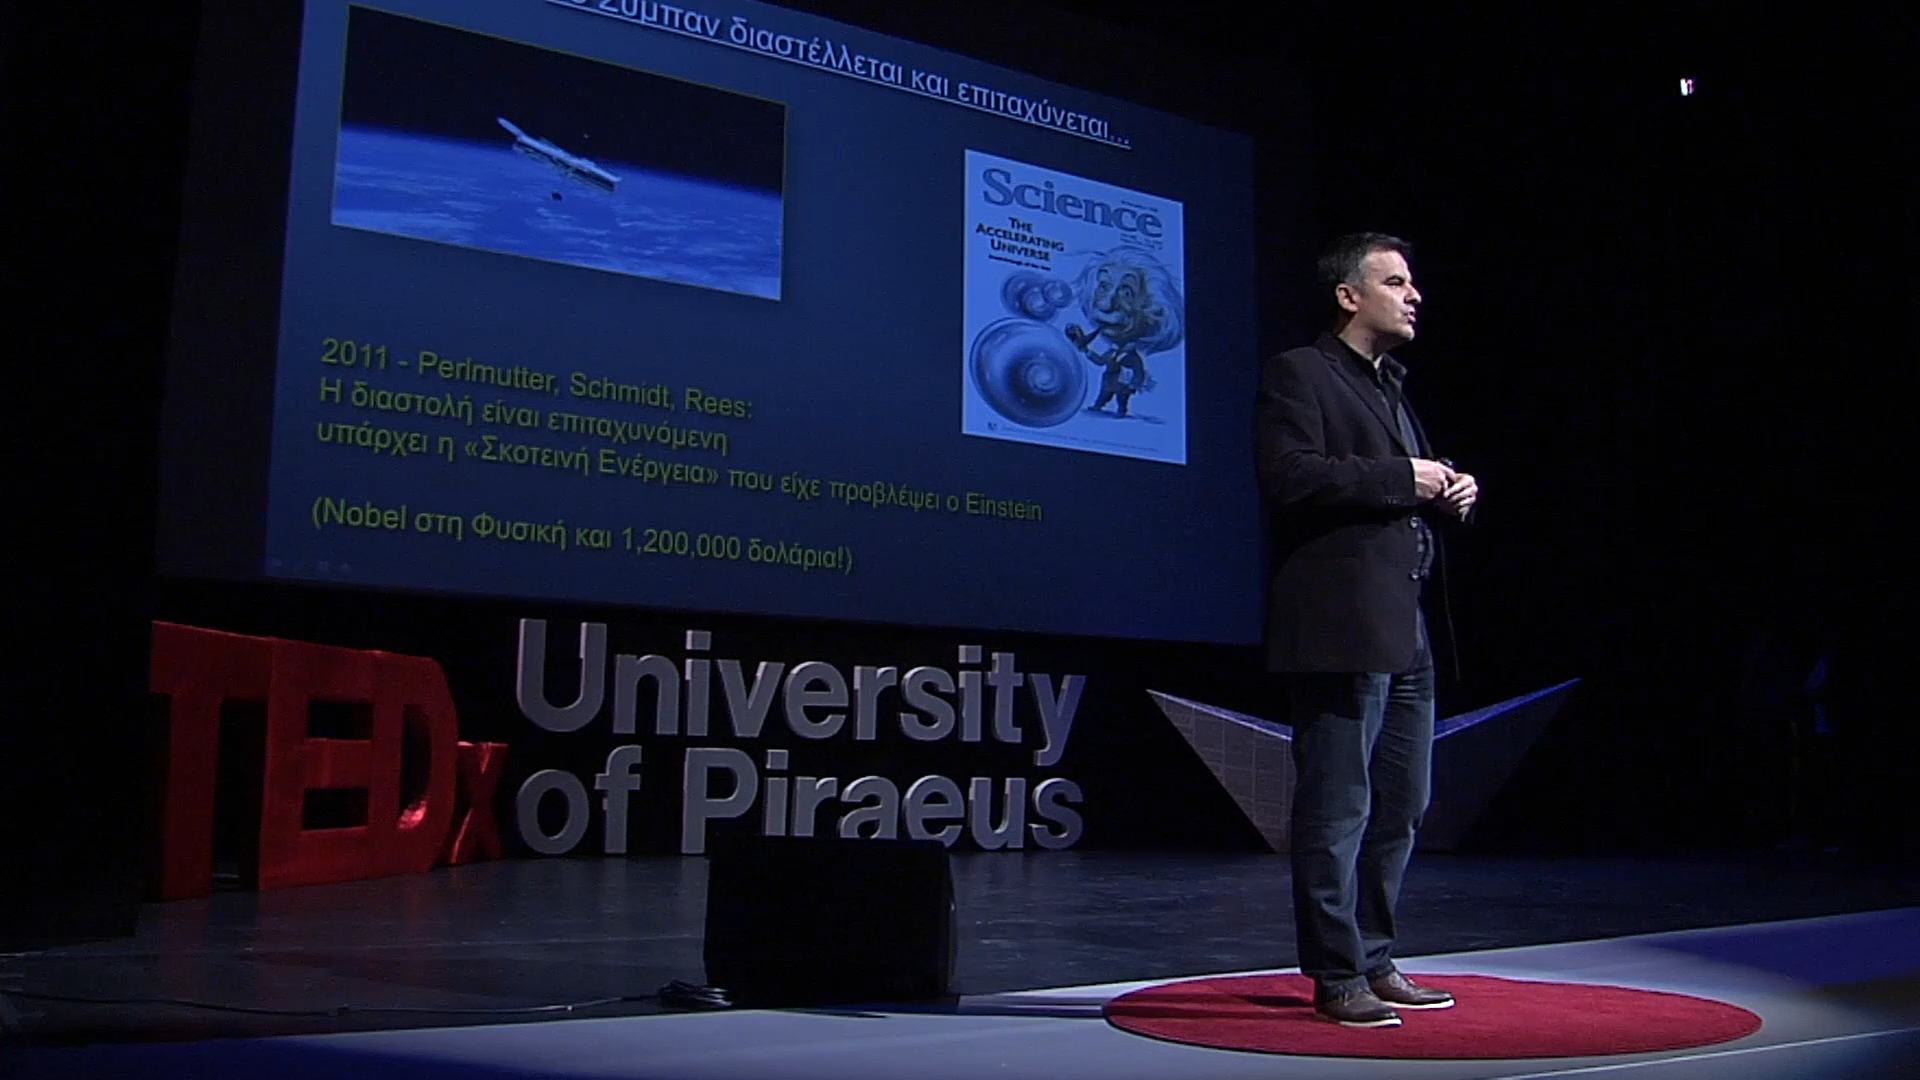 Σύμπαν διαστέλλεται και επιταχύνεται...
Science
THE
ACCELERATING
UNIVERSE
2011 - Perlmutter, Schmidt, Rees:
Η διαστολή είναι επιταχυνόμενη
υπάρχει η «Σκοτεινή Ενέργεια» που είχε προβλέψει ο Einstein
(Nobel στη Φυσική και 1,200,000 δολάρια!)
TEDx
University
of Piraeus